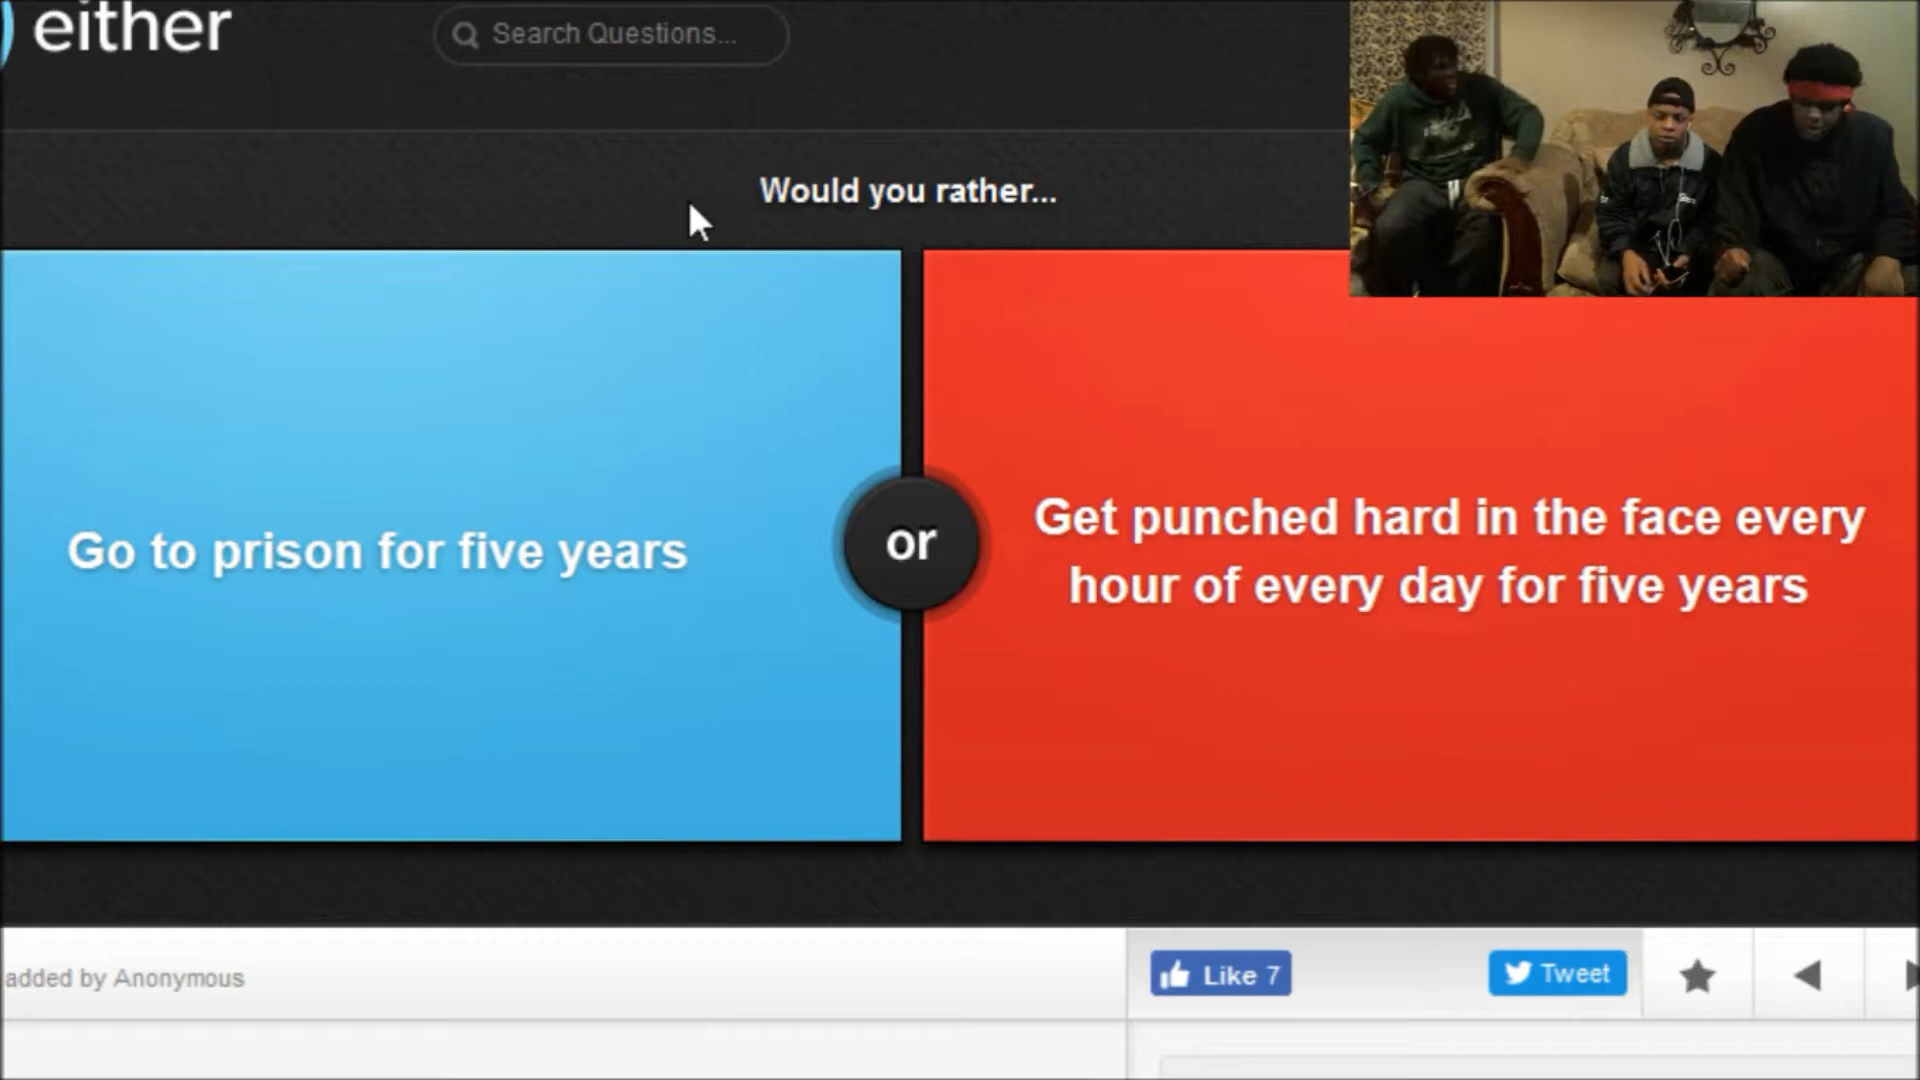 either
Search Questions...
Would you rather...
Go to prison for five years
or
Get punched hard in the face every
hour of every day for five years
added by Anonymous
Like 7
Tweet